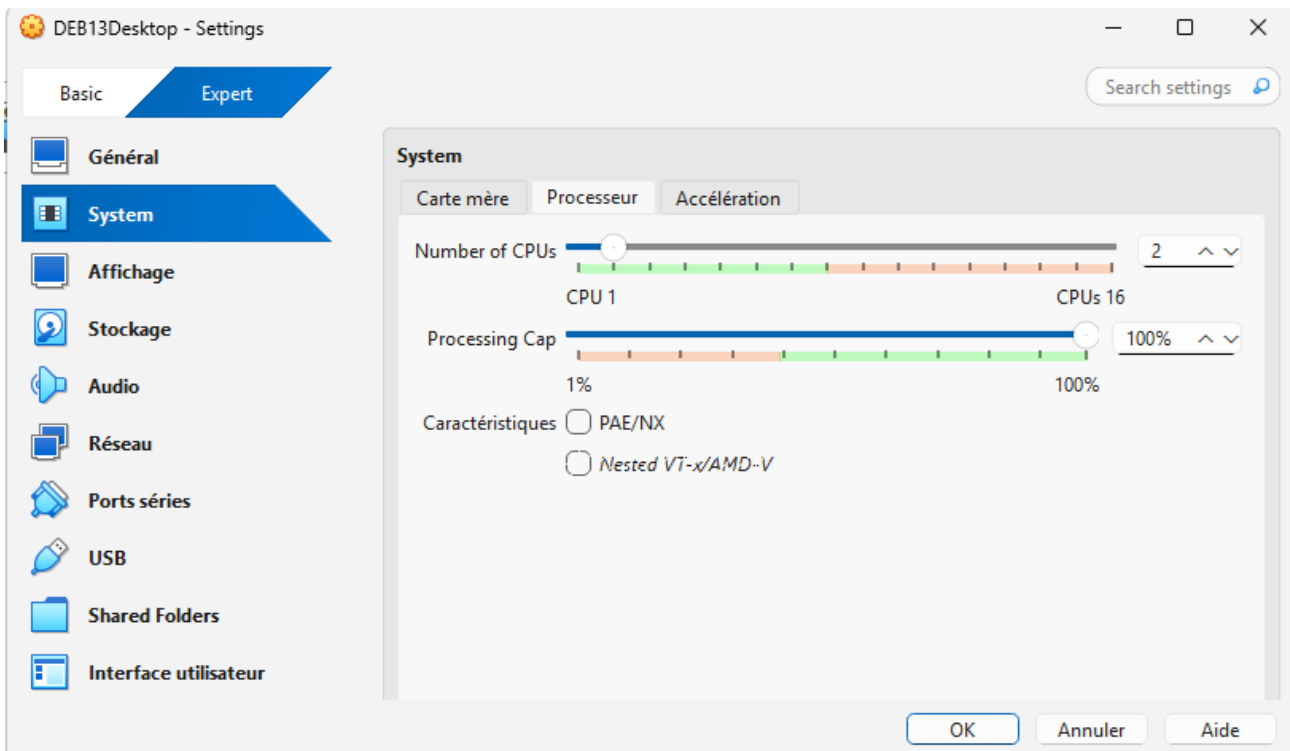 DEB13Desktop - Settings
Basic
Expert
Search settings
Général
System
Affichage
Stockage
Audio
Réseau
Ports séries
USB
Shared Folders
Interface utilisateur
System
Carte mère
Processeur
Accélération
Number of CPUs
2
CPU 1
CPUs 16
Processing Cap
100%
1%
100%
Caractéristiques
PAE/NX
Nested VT-x/AMD-V
OK
Annuler
Aide